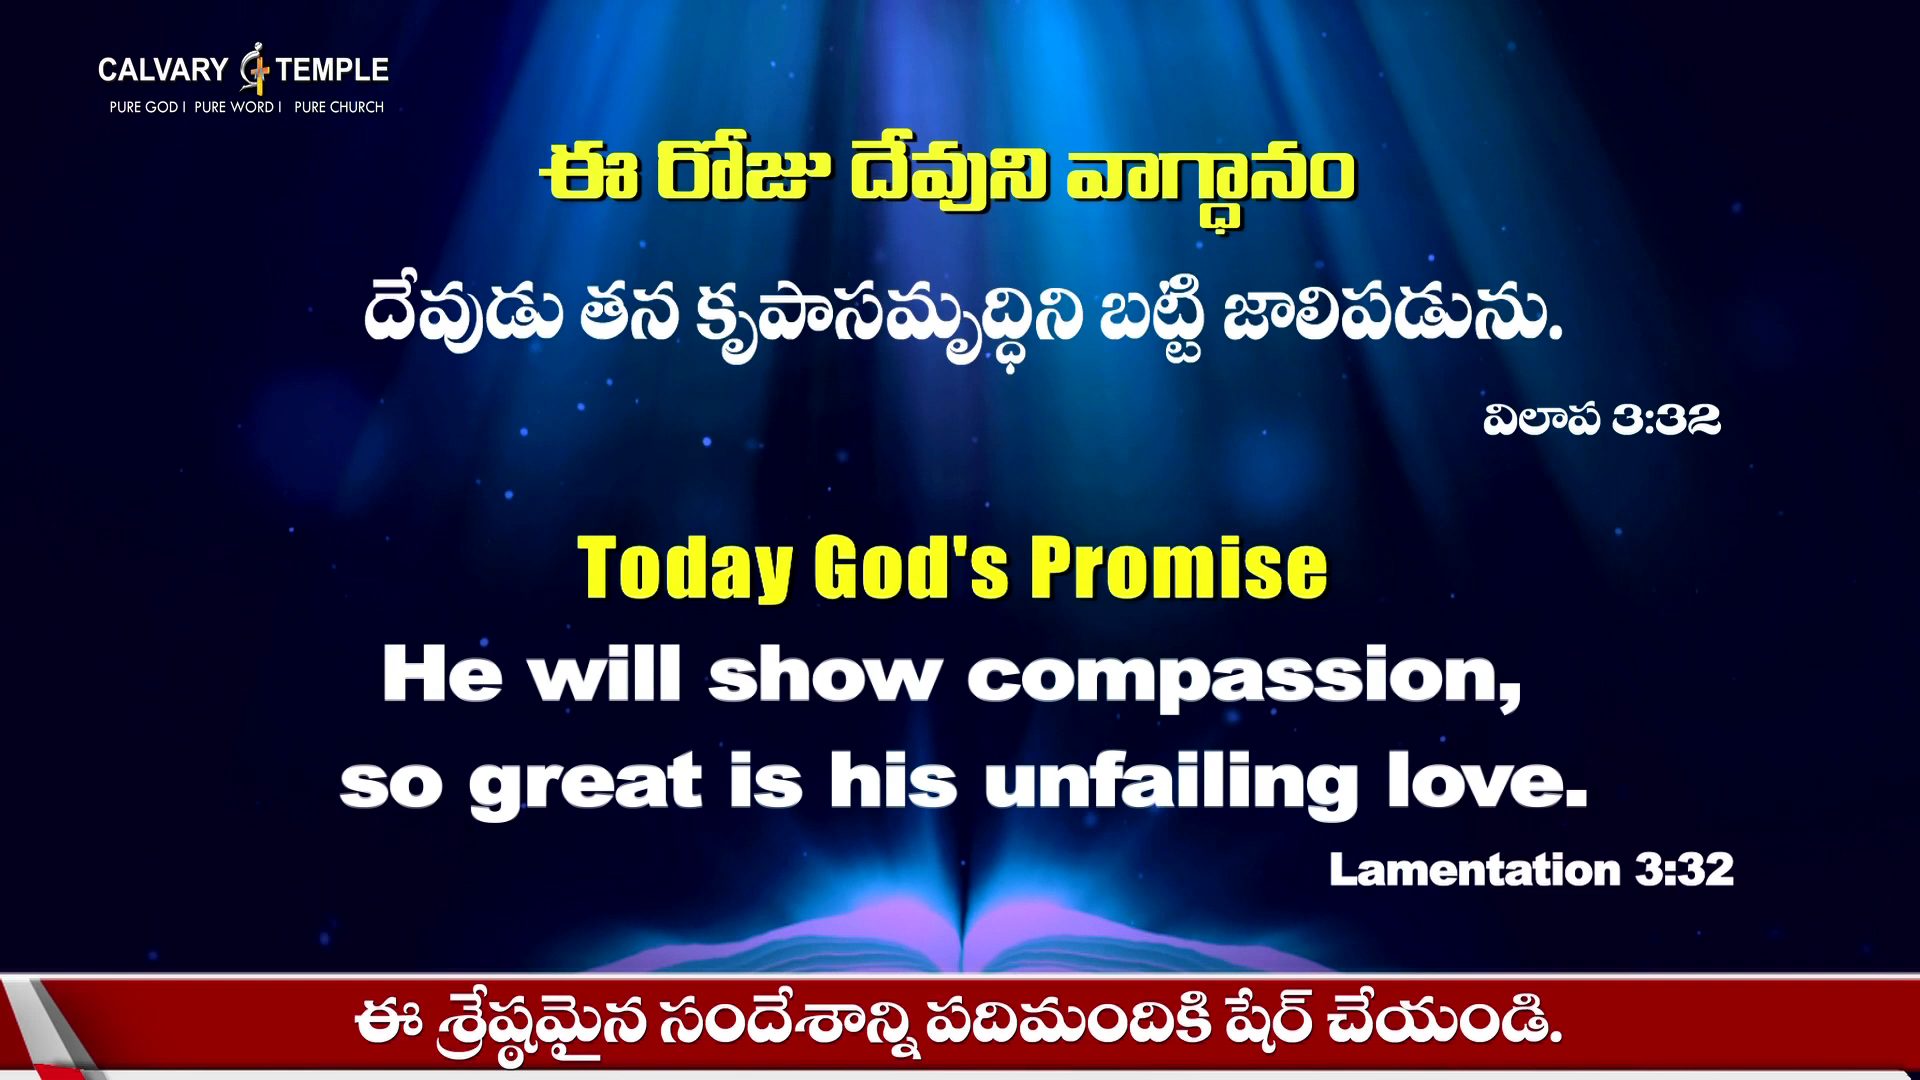 CALVARY TEMPLE
PURE GOD I PURE WORD I PURE CHURCH
ఈ రోజు దేవుని వాగ్ధానం
దేవుడు తన కృపాసమృద్ధిని బట్టి జాలిపడును.
విలాప 3:32
Today God's Promise
He will show compassion,
so great is his unfailing love.
Lamentation 3:32
ఈ శ్రేష్ఠమైన సందేశాన్ని పదిమందికి షేర్ చేయండి.